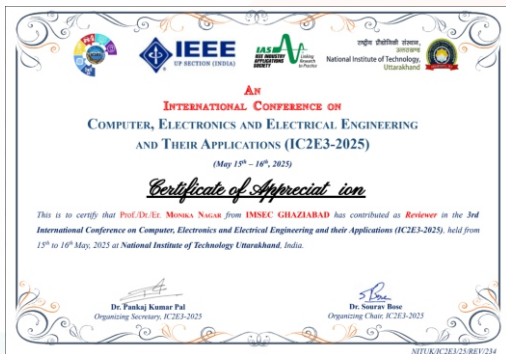 IEEE
UP SECTION (INDIA)
IAS
IEEE INDUSTRY
APPLICATIONS
SOCIETY
Linking
Research
to Practice
राष्ट्रीय प्रौद्योगिकी संस्थान,
उत्तराखण्ड
National Institute of Technology,
Uttarakhand
AN
INTERNATIONAL CONFERENCE ON
COMPUTER, ELECTRONICS AND ELECTRICAL ENGINEERING
AND THEIR APPLICATIONS (IC2E3-2025)
(May 15th – 16th, 2025)
Certificate of Appreciat ion
This is to certify that Prof./Dr./Er. MONIKA NAGAR from IMSEC GHAZIABAD has contributed as Reviewer in the 3rd
International Conference on Computer, Electronics and Electrical Engineering and their Applications (IC2E3-2025), held from
15th to 16th May, 2025 at National Institute of Technology Uttarakhand, India.
Dr. Pankaj Kumar Pal
Organizing Secretary, IC2E3-2025
S Bose
Dr. Sourav Bose
Organizing Chair, IC2E3-2025
NITUK/IC2E3/25/REV/234